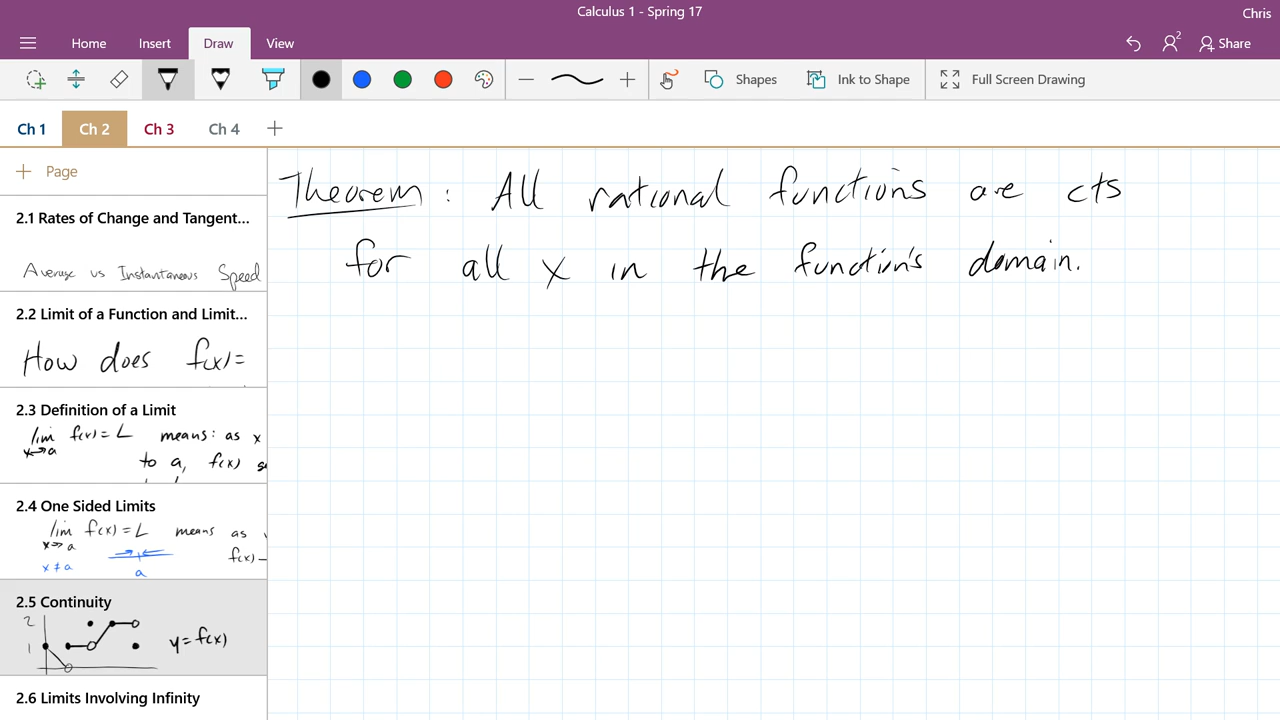 Calculus 1 - Spring 17
Chris
Home
Insert
Draw
View
2
Share
Shapes
Ink to Shape
Full Screen Drawing
Ch 1
Ch 2
Ch 3
Ch 4
Page
2.1 Rates of Change and Tangent...
Average vs Instantaneous Speed
2.2 Limit of a Function and Limit...
How does f(x)=
2.3 Definition of a Limit
lim f(x) = L means: as x
x→a
to a, f(x)
2.4 One Sided Limits
lim f(x) = L means as
x→a
f(x)
x≠a
a
2.5 Continuity
2
1
y = f(x)
2.6 Limits Involving Infinity
Theorem: All rational functions are cts
for all x in the function's domain.